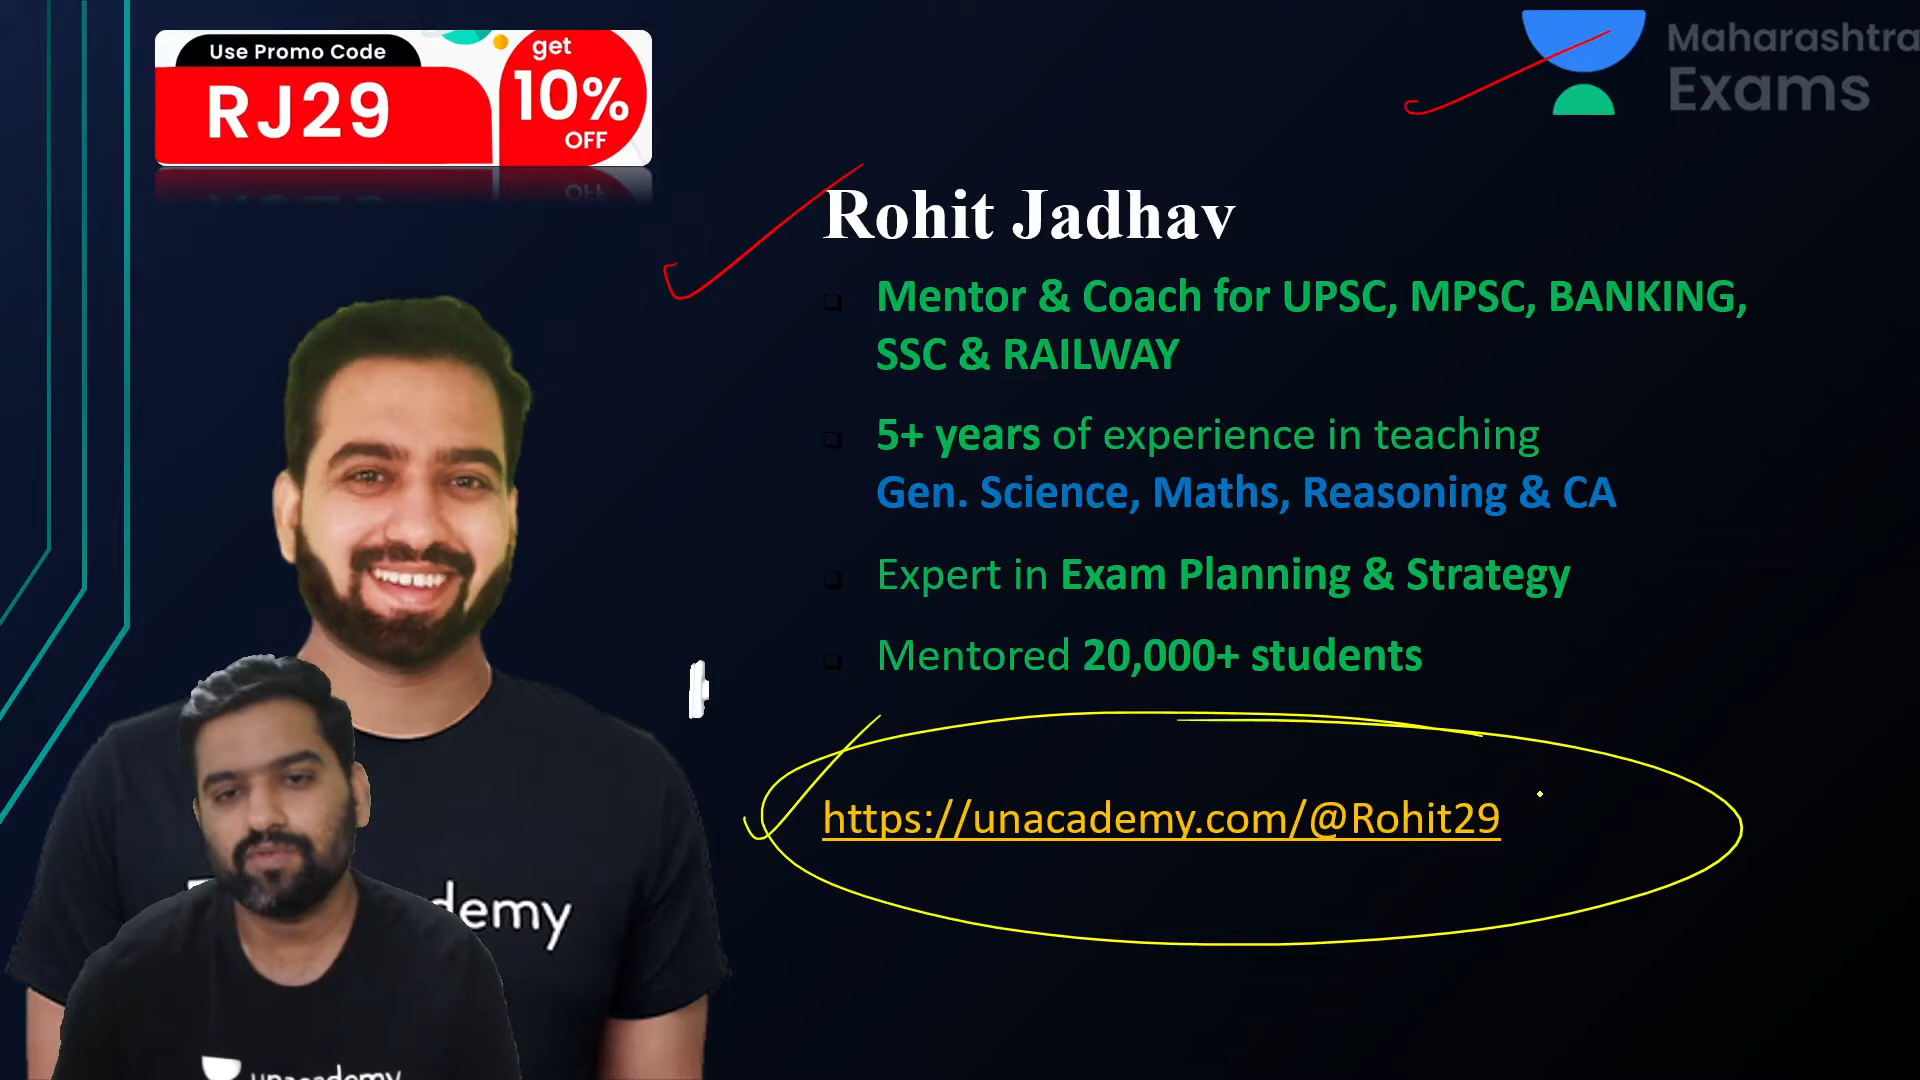 Use Promo Code
RJ29
get
10%
OFF
Maharashtra
Exams
Rohit Jadhav
Mentor & Coach for UPSC, MPSC, BANKING,
SSC & RAILWAY
5+ years of experience in teaching
Gen. Science, Maths, Reasoning & CA
Expert in Exam Planning & Strategy
Mentored 20,000+ students
https://unacademy.com/@Rohit29
demy
unacademy